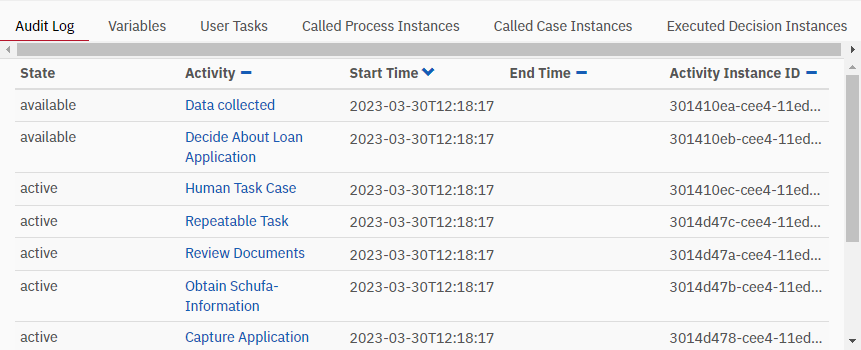 Audit Log Variables User Tasks Called Process Instances Called Case Instances Executed Decision Instances
State Activity Start Time End Time Activity Instance ID
available Data collected 2023-03-30T12:18:17 301410ea-cee4-11ed...
available Decide About Loan 2023-03-30T12:18:17 301410eb-cee4-11ed...
Application
active Human Task Case 2023-03-30T12:18:17 301410ec-cee4-11ed...
active Repeatable Task 2023-03-30T12:18:17 3014d47c-cee4-11ed...
active Review Documents 2023-03-30T12:18:17 3014d47a-cee4-11ed...
active Obtain Schufa- 2023-03-30T12:18:17 3014d47b-cee4-11ed...
Information
active Capture Application 2023-03-30T12:18:17 3014d478-cee4-11ed...